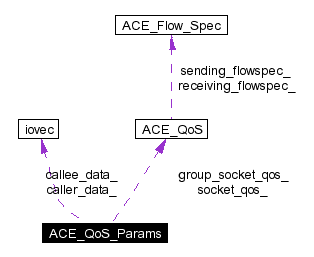 ACE_Flow_Spec
sending_flowspec_
receiving_flowspec_
iovec
ACE_QoS
callee_data_
caller_data_
group_socket_qos_
socket_qos_
ACE_QoS_Params